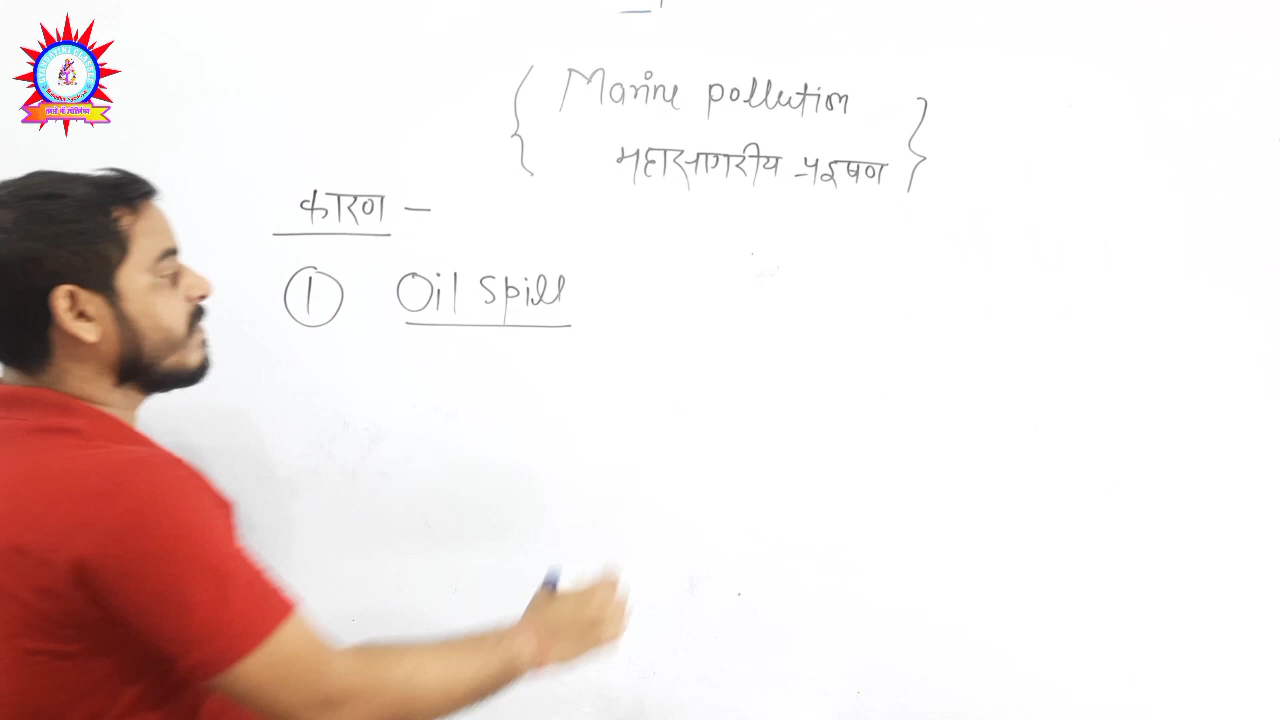 { Marine pollution
महासागरीय प्रदूषण }
कारण –
① Oil spill